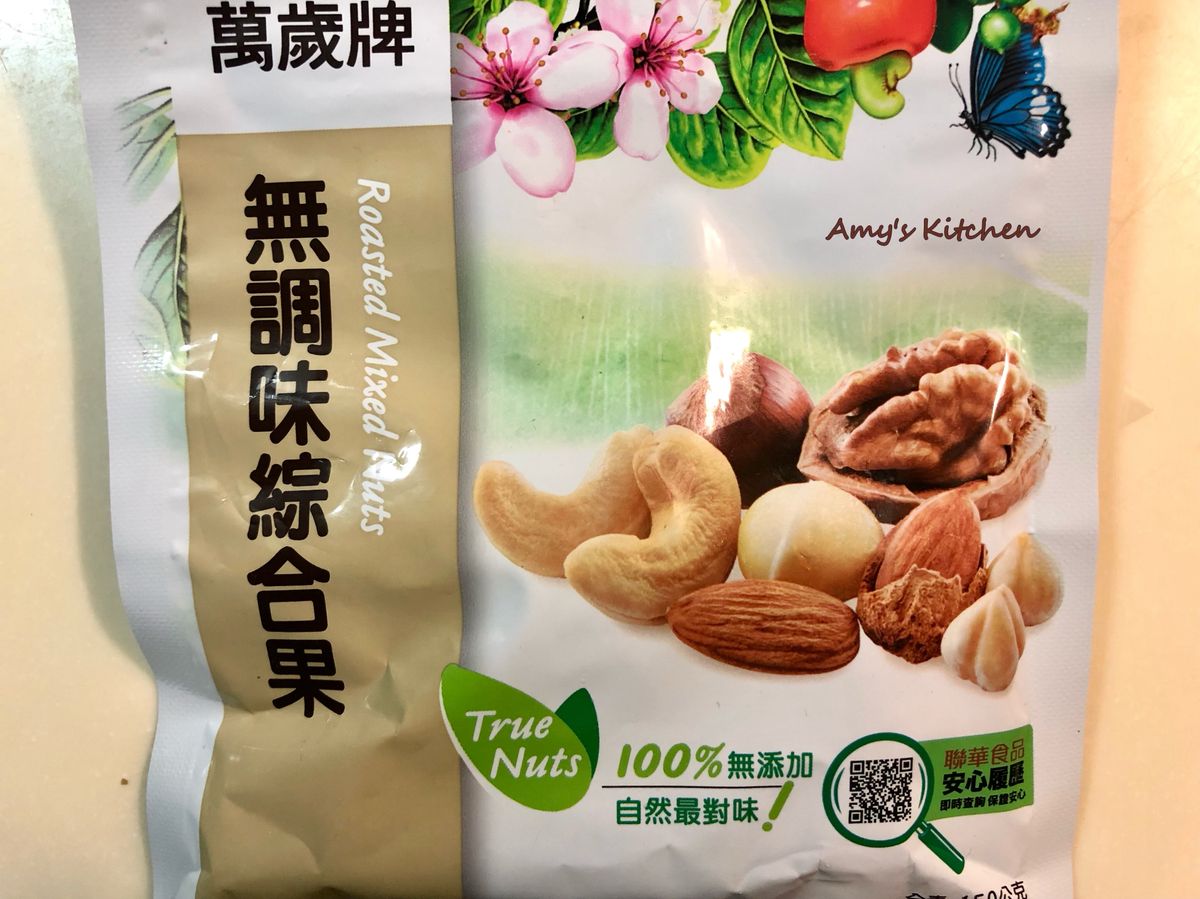 萬歲牌
無調味綜合果
Roasted Mixed Nuts
Amy's Kitchen
True
Nuts
100%無添加
自然最對味!
聯華食品
安心履歷
即時查詢 保證安心